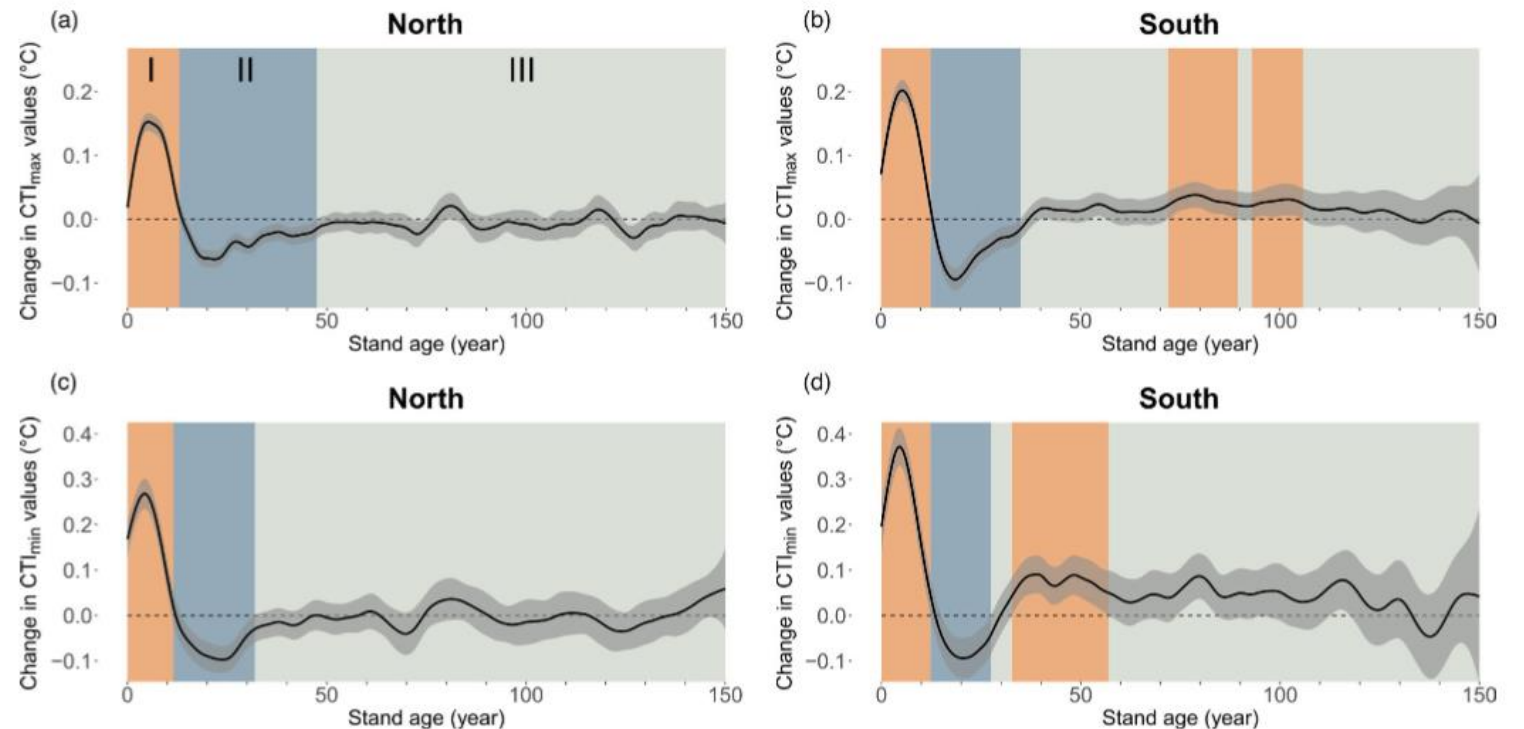 (a)
North
Change in CTImax values (°C)
0.2
0.1
0.0
−0.1
I
II
III
0
50
100
150
Stand age (year)
(b)
South
Change in CTImax values (°C)
0.2
0.1
0.0
−0.1
0
50
100
150
Stand age (year)
(c)
North
Change in CTImin values (°C)
0.4
0.3
0.2
0.1
0.0
−0.1
0
50
100
150
Stand age (year)
(d)
South
Change in CTImin values (°C)
0.4
0.3
0.2
0.1
0.0
−0.1
0
50
100
150
Stand age (year)